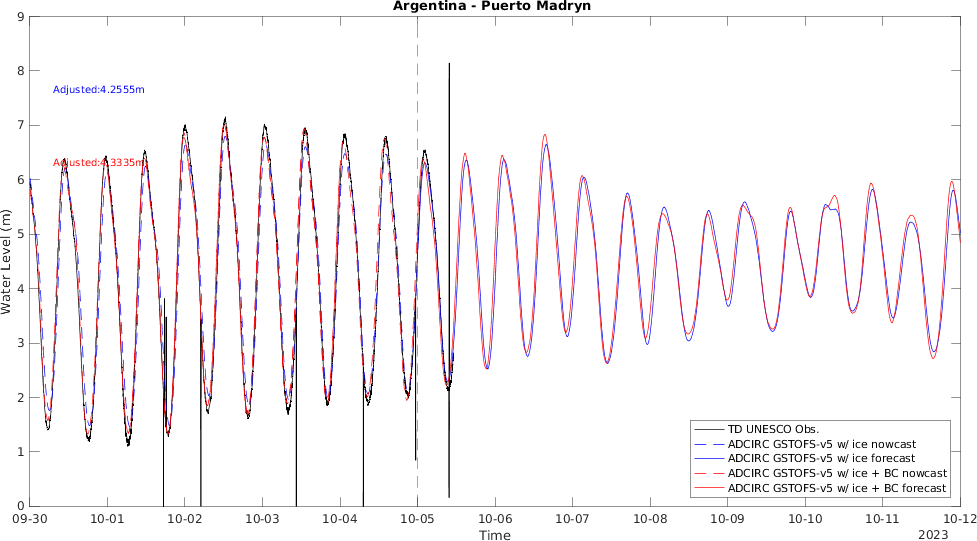 Argentina - Puerto Madryn
9
8
7
6
5
4
3
2
1
0
Water Level (m)
Adjusted:4.2555m
Adjusted:4.3335m
TD UNESCO Obs.
ADCIRC GSTOFS-v5 w/ ice nowcast
ADCIRC GSTOFS-v5 w/ ice forecast
ADCIRC GSTOFS-v5 w/ ice + BC nowcast
ADCIRC GSTOFS-v5 w/ ice + BC forecast
09-30 10-01 10-02 10-03 10-04 10-05 10-06 10-07 10-08 10-09 10-10 10-11 10-12
Time
2023